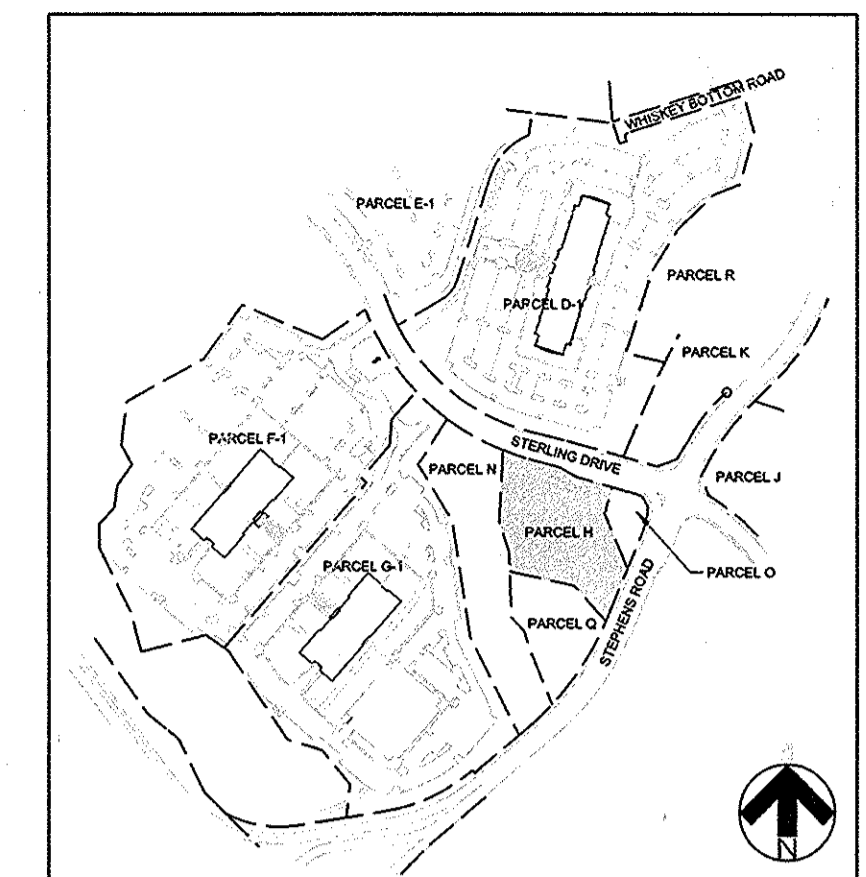 WHISKEY BOTTOM ROAD
PARCEL E-1
PARCEL R
PARCEL D-1
PARCEL K
PARCEL F-1
STERLING DRIVE
PARCEL N
PARCEL J
PARCEL H
PARCEL G-1
PARCEL O
PARCEL Q
STEPHENS ROAD
N